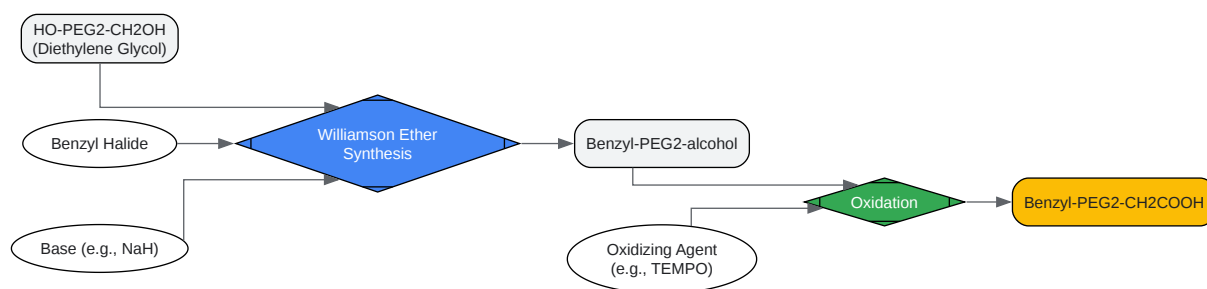 HO-PEG2-CH2OH
(Diethylene Glycol)
Benzyl Halide
Williamson Ether
Synthesis
Benzyl-PEG2-alcohol
Base (e.g., NaH)
Oxidizing Agent
(e.g., TEMPO)
Oxidation
Benzyl-PEG2-CH2COOH